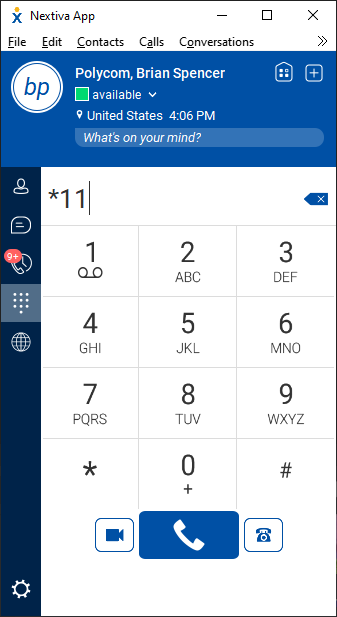 Nextiva App
File Edit Contacts Calls Conversations
bp
Polycom, Brian Spencer
available
United States 4:06 PM
What's on your mind?
*11
9+
1
2
ABC
3
DEF
4
GHI
5
JKL
6
MNO
7
PQRS
8
TUV
9
WXYZ
*
0
+
#